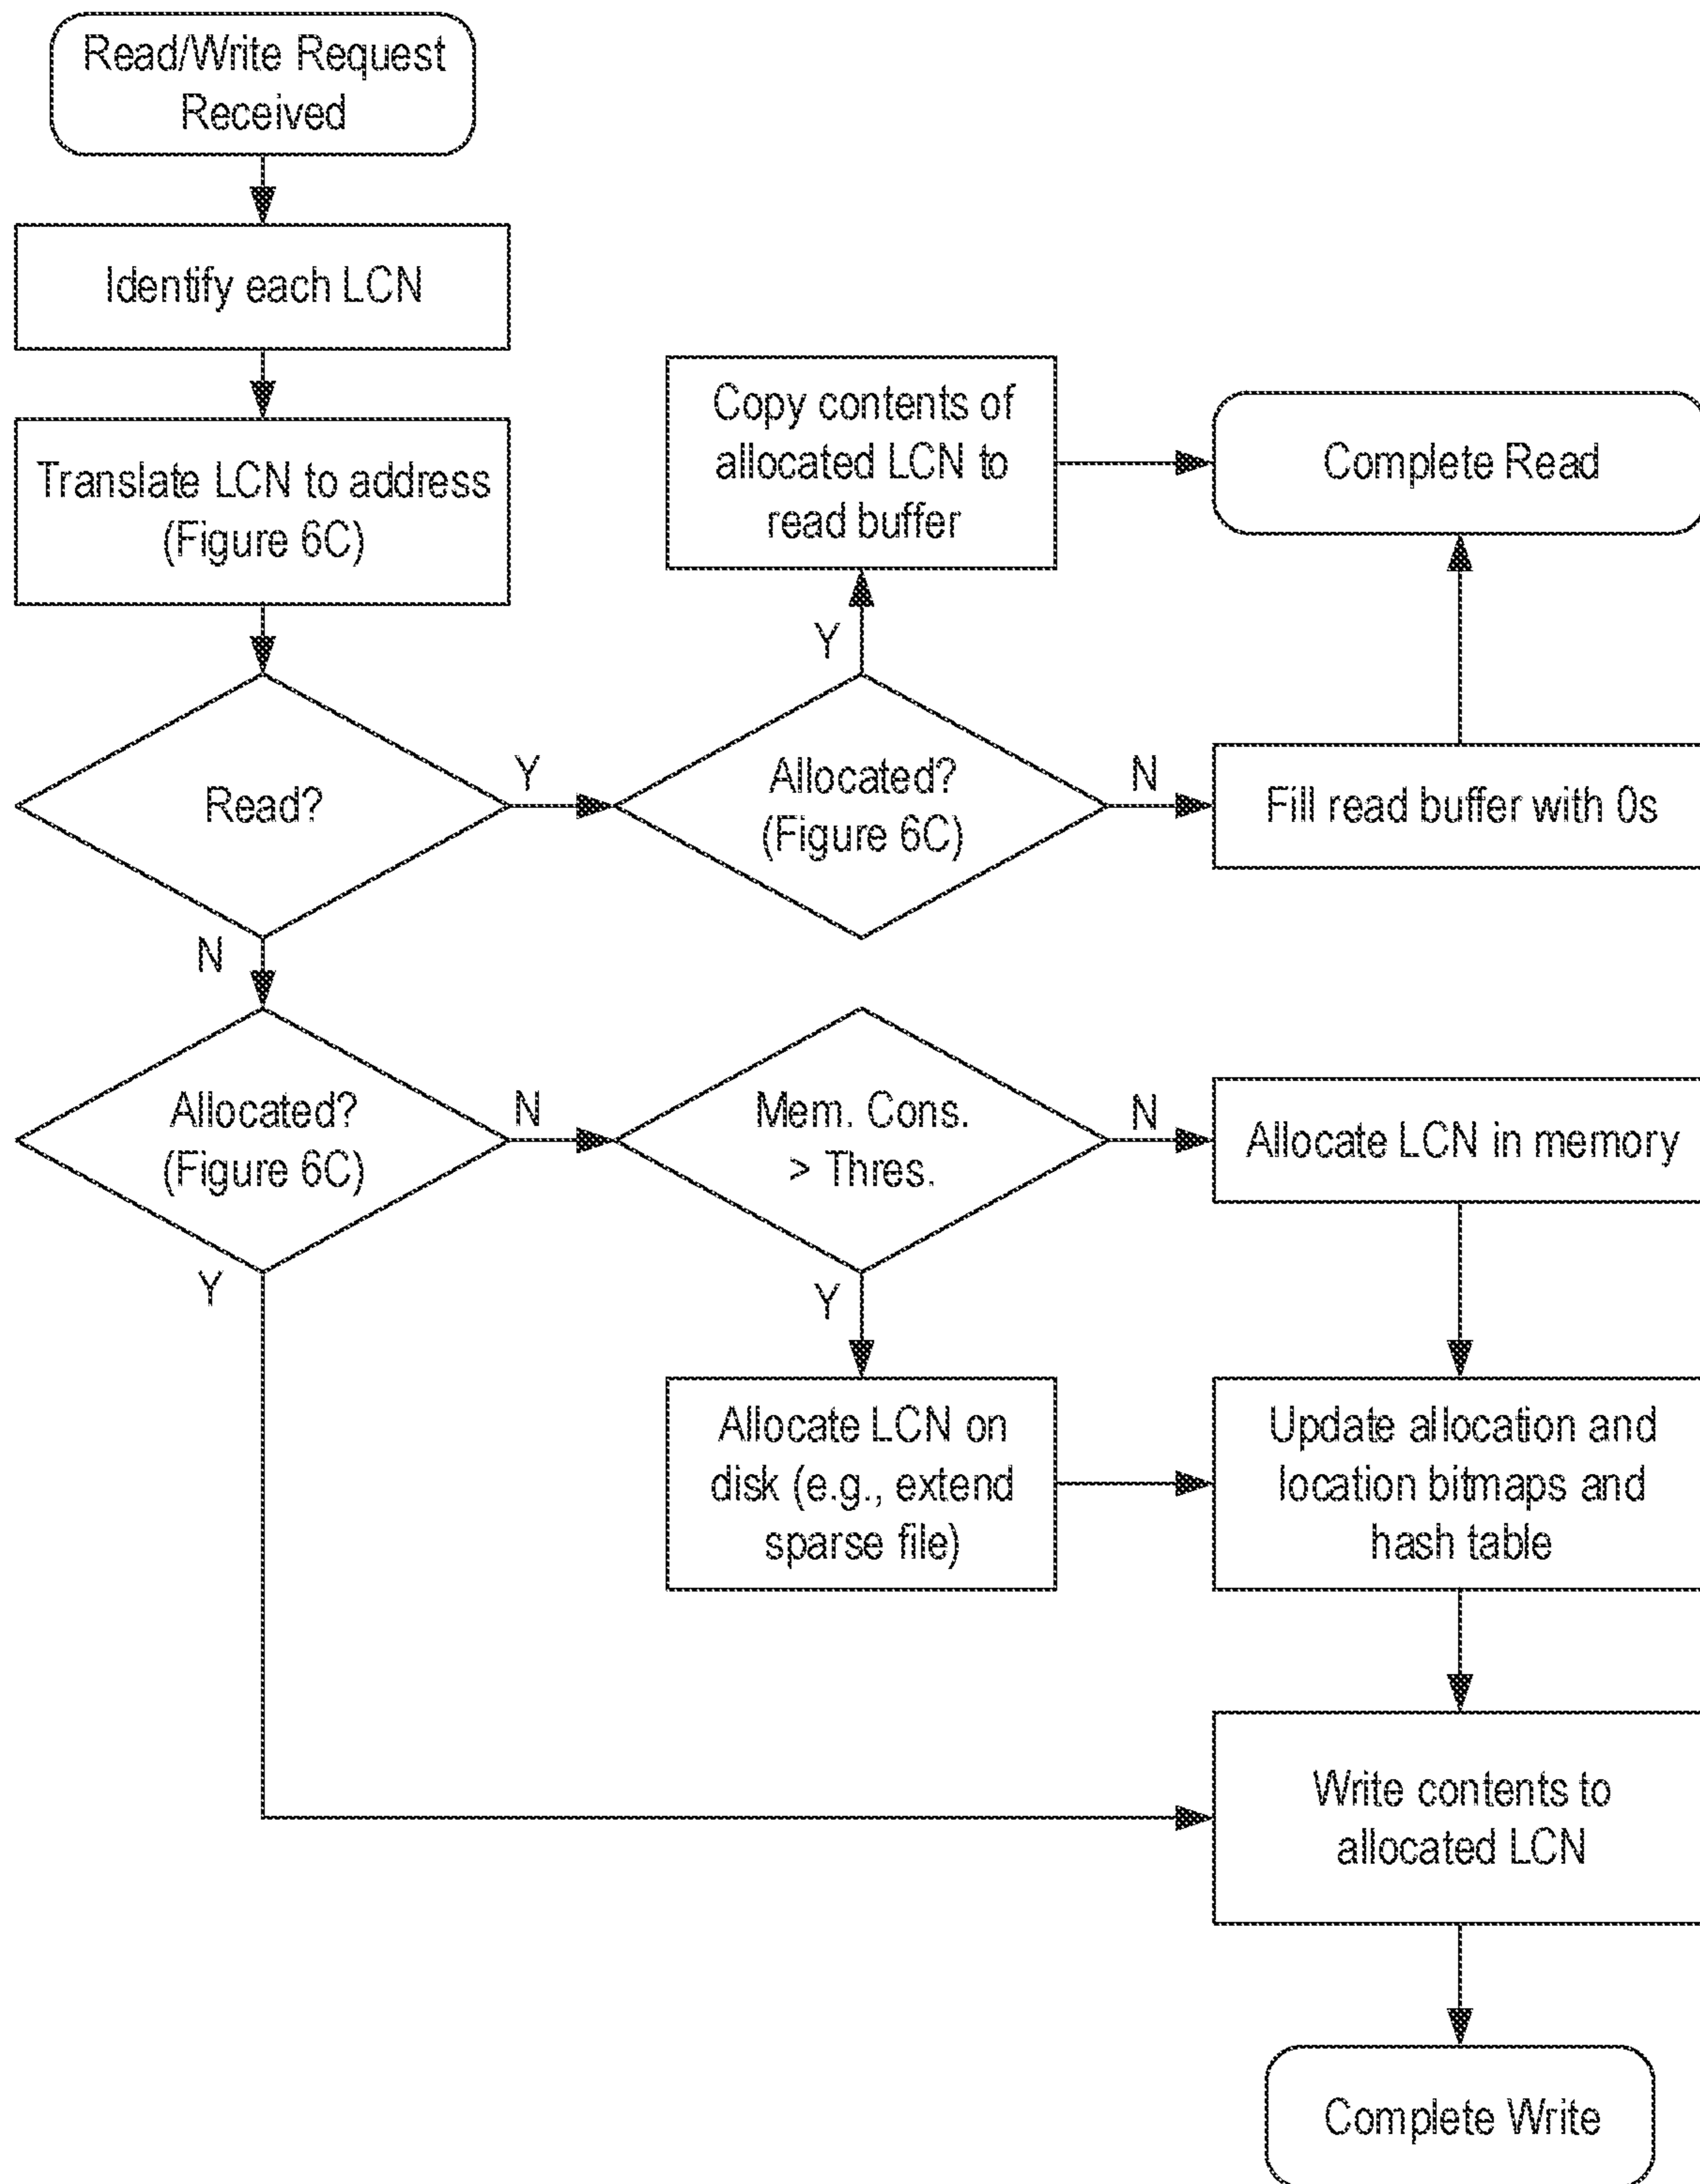 Read/Write Request
Received
Identify each LCN
Translate LCN to address
(Figure 6C)
Copy contents of
allocated LCN to
read buffer
Complete Read
Y
Read?
Y
Allocated?
(Figure 6C)
N
Fill read buffer with 0s
N
Allocated?
(Figure 6C)
N
Mem. Cons.
> Thres.
N
Allocate LCN in memory
Y
Y
Allocate LCN on
disk (e.g., extend
sparse file)
Update allocation and
location bitmaps and
hash table
Write contents to
allocated LCN
Complete Write